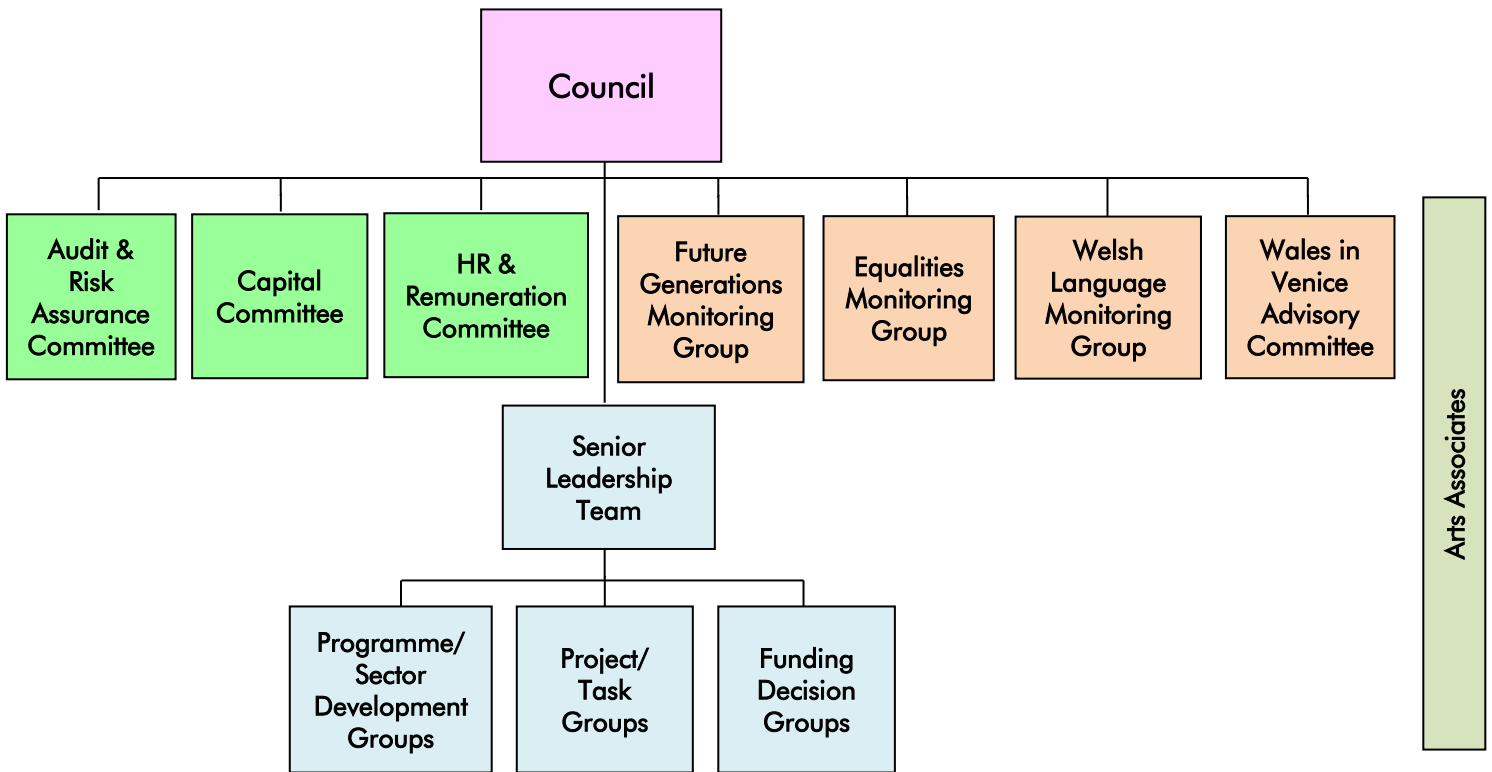 Council
Audit &
Risk
Assurance
Committee
Capital
Committee
HR &
Remuneration
Committee
Future
Generations
Monitoring
Group
Equalities
Monitoring
Group
Welsh
Language
Monitoring
Group
Wales in
Venice
Advisory
Committee
Arts Associates
Senior
Leadership
Team
Programme/
Sector
Development
Groups
Project/
Task
Groups
Funding
Decision
Groups